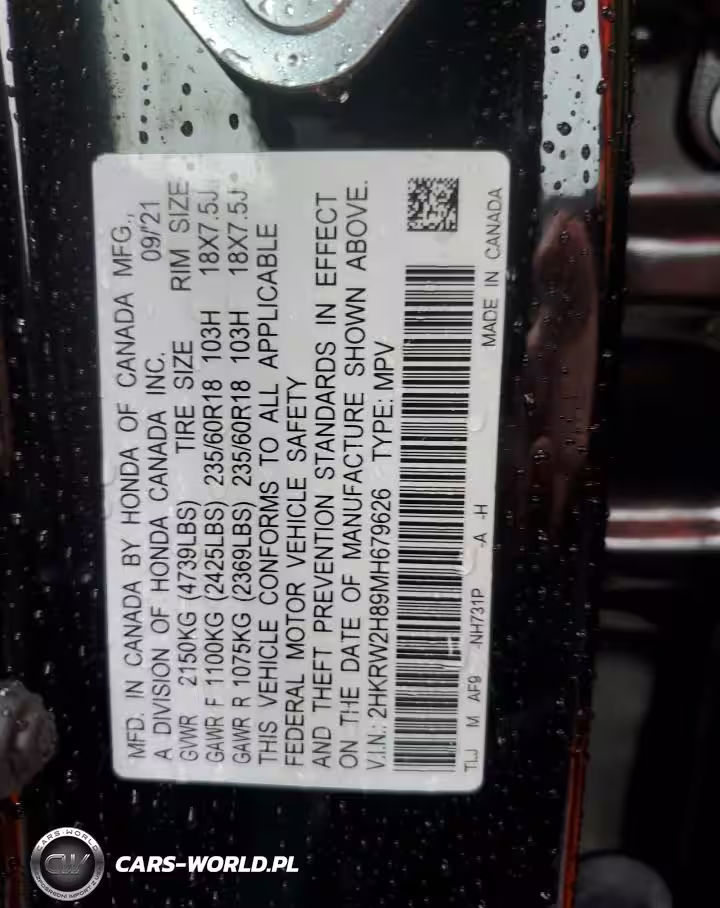 MFD. IN CANADA BY HONDA OF CANADA MFG.,
A DIVISION OF HONDA CANADA INC. 09/'21
GVWR 2150KG (4739LBS) TIRE SIZE RIM SIZE
GAWR F 1100KG (2425LBS) 235/60R18 103H 18X7.5J
GAWR R 1075KG (2369LBS) 235/60R18 103H 18X7.5J
THIS VEHICLE CONFORMS TO ALL APPLICABLE
FEDERAL MOTOR VEHICLE SAFETY
AND THEFT PREVENTION STANDARDS IN EFFECT
ON THE DATE OF MANUFACTURE SHOWN ABOVE.
V.I.N.: 2HKRW2H89MH679626 TYPE: MPV
TLJ M AF9 -NH731P -A -H MADE IN CANADA
CARS-WORLD
CW
CARS-WORLD.PL